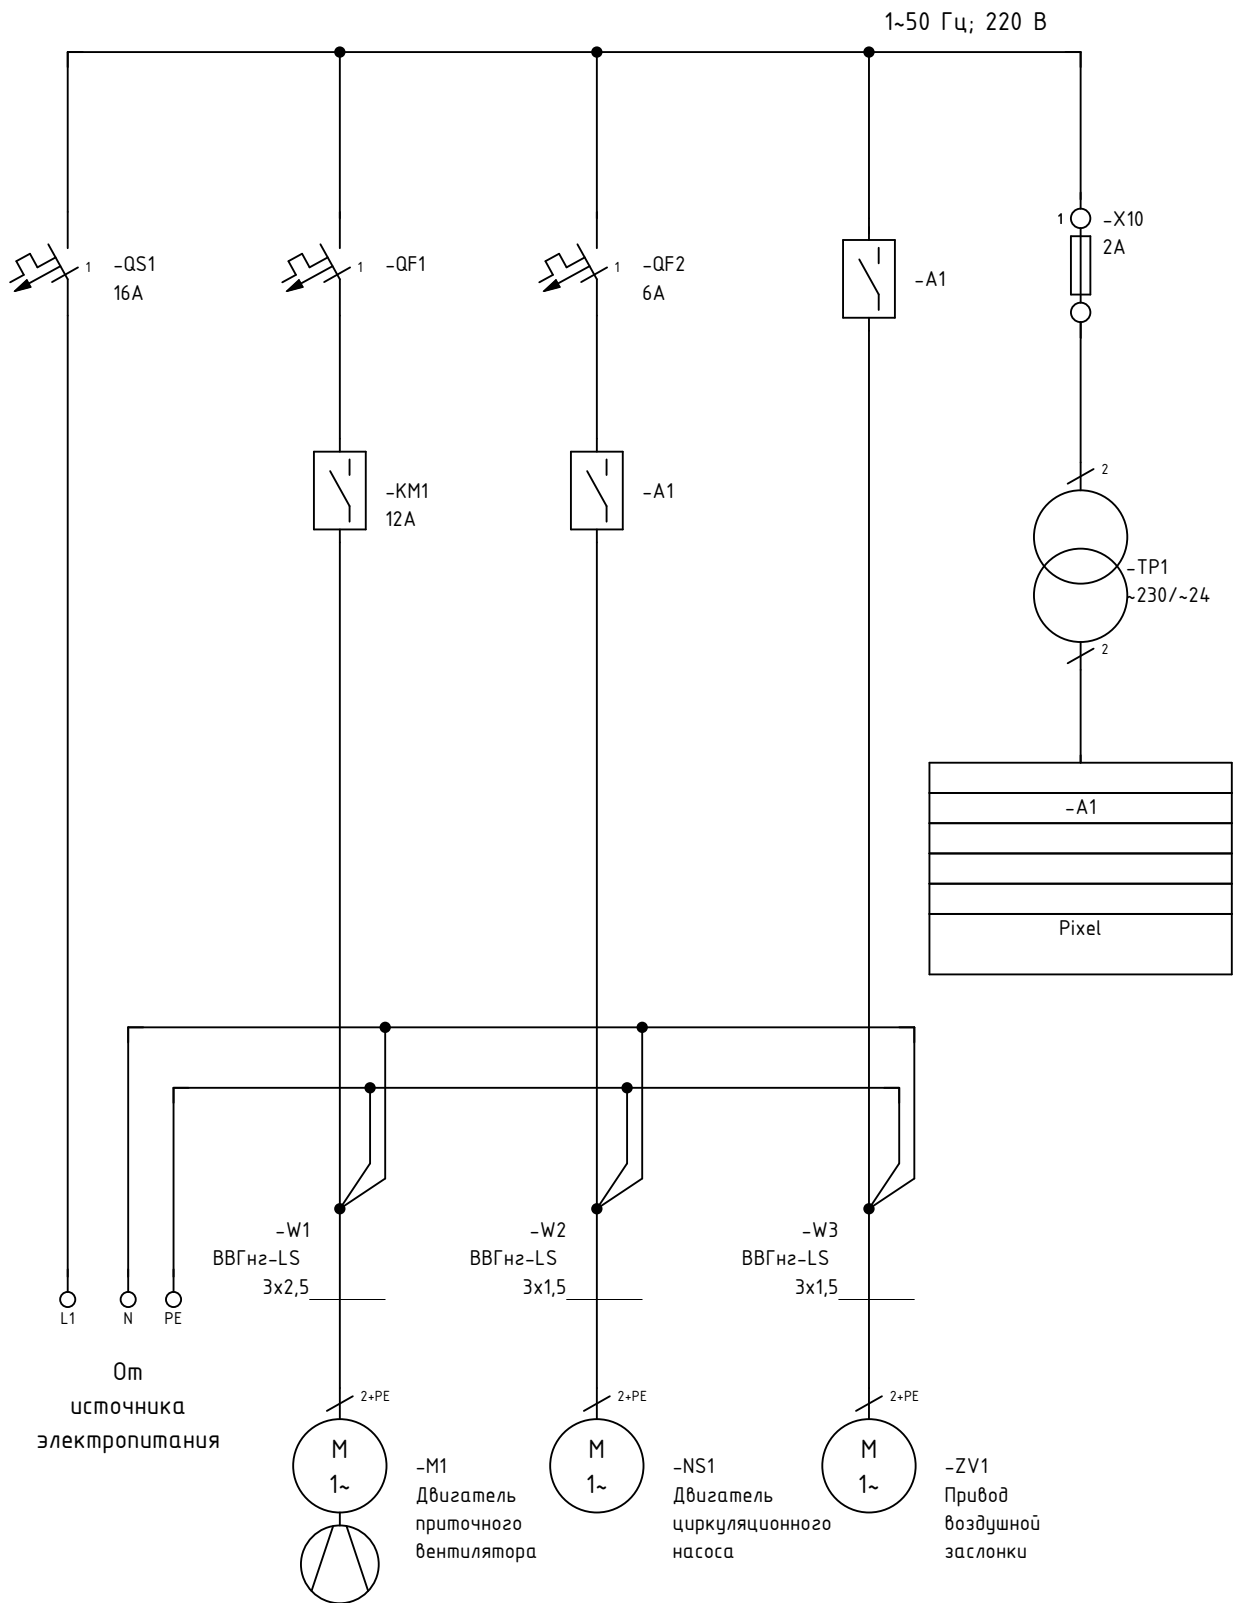 1~50 Гц; 220 В
1
-QS1
16А
1
-QF1
1
-QF2
6А
-A1
1
-X10
2А
-KM1
12А
-A1
2
-TP1
~230/~24
2
-A1
Pixel
-W1
ВВГнг-LS
3х2,5
-W2
ВВГнг-LS
3х1,5
-W3
ВВГнг-LS
3х1,5
L1
N
PE
От
источника
электропитания
2+PE
2+PE
2+PE
М
1~
-M1
Двигатель
приточного
вентилятора
М
1~
-NS1
Двигатель
циркуляционного
насоса
М
1~
-ZV1
Привод
воздушной
заслонки